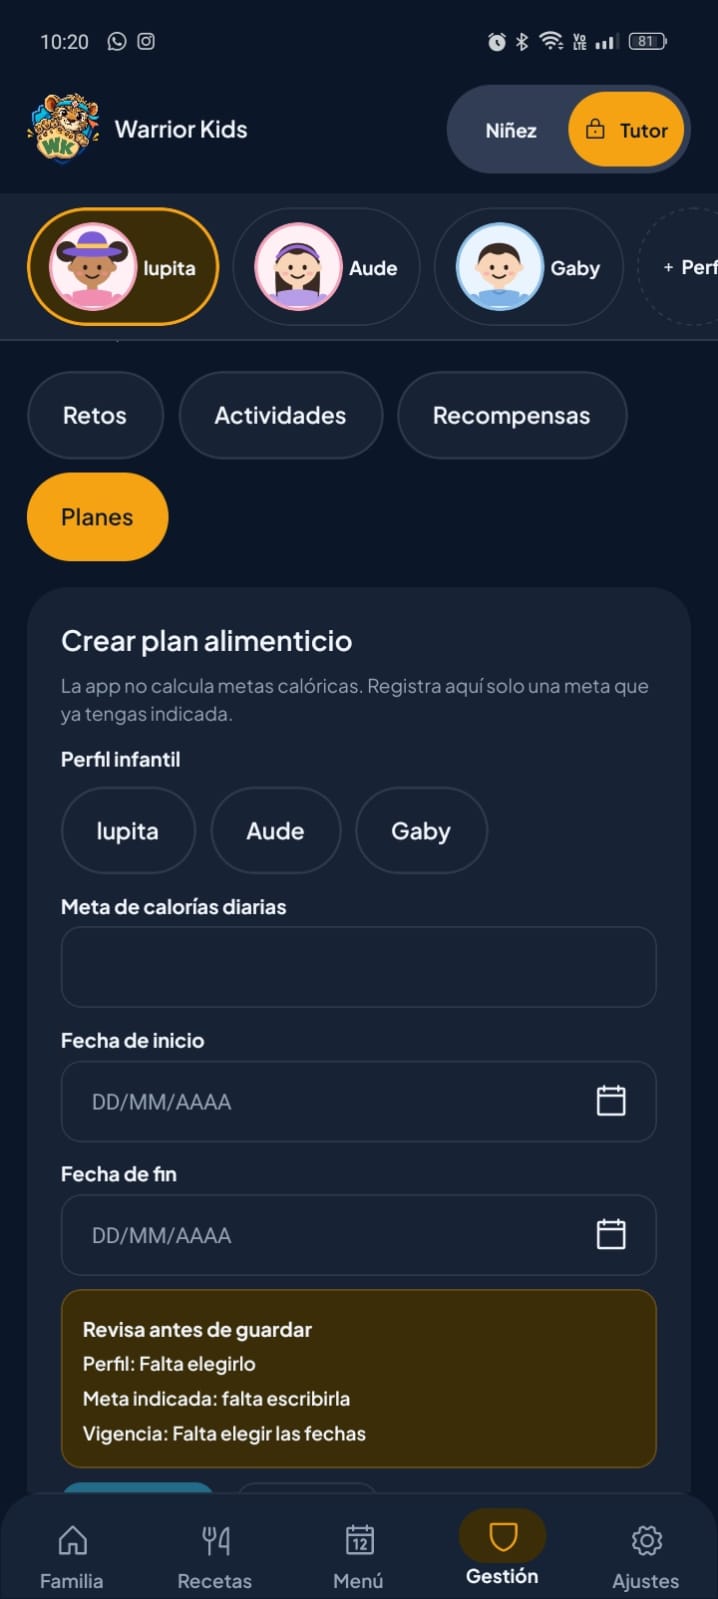 10:20
Vo LTE
81
WK
Warrior Kids
Niñez
Tutor
lupita
Aude
Gaby
+ Perf
Retos
Actividades
Recompensas
Planes
Crear plan alimenticio
La app no calcula metas calóricas. Registra aquí solo una meta que
ya tengas indicada.
Perfil infantil
lupita
Aude
Gaby
Meta de calorías diarias
Fecha de inicio
DD/MM/AAAA
Fecha de fin
DD/MM/AAAA
Revisa antes de guardar
Perfil: Falta elegirlo
Meta indicada: falta escribirla
Vigencia: Falta elegir las fechas
12
Familia
Recetas
Menú
Gestión
Ajustes